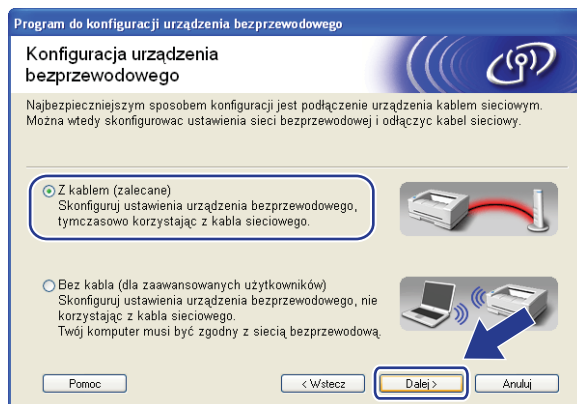 Program do konfiguracji urządzenia bezprzewodowego
Konfiguracja urządzenia
bezprzewodowego
Najbezpieczniejszym sposobem konfiguracji jest podłączenie urządzenia kablem sieciowym.
Można wtedy skonfigurowac ustawienia sieci bezprzewodowej i odłączyc kabel sieciowy.
Z kablem (zalecane)
Skonfiguruj ustawienia urządzenia bezprzewodowego,
tymczasowo korzystając z kabla sieciowego.
Bez kabla (dla zaawansowanych użytkowników)
Skonfiguruj ustawienia urządzenia bezprzewodowego, nie
korzystając z kabla sieciowego.
Twój komputer musi być zgodny z siecią bezprzewodową.
Pomoc
< Wstecz
Dalej >
Anuluj